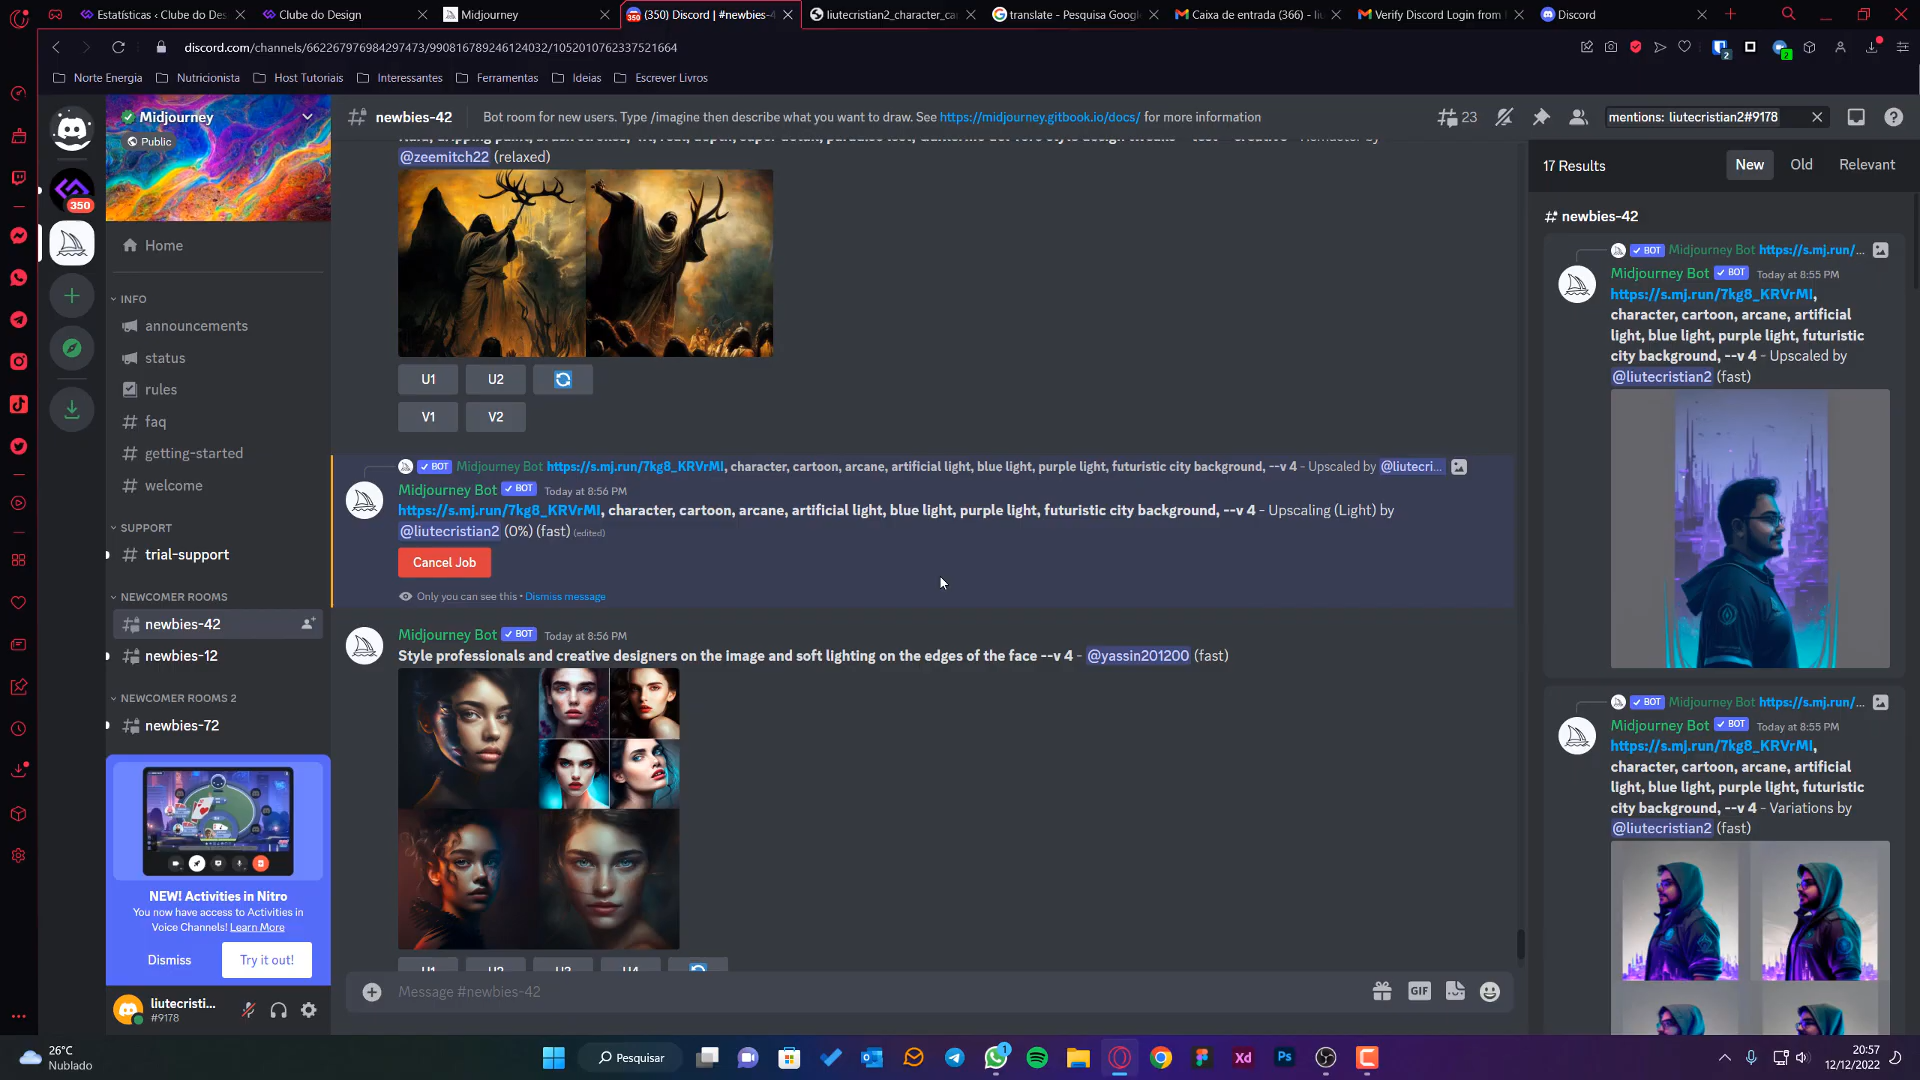 Estatísticas ‹ Clube do Des
Clube do Design
Midjourney
(350) Discord | #newbies-4
liutecristian2_character_ca
translate - Pesquisa Googl
Caixa de entrada (366) - li
Verify Discord Login from
Discord
discord.com/channels/662267976984297473/990816789246124032/1052010762337521664
Norte Energia
Nutricionista
Host Tutoriais
Interessantes
Ferramentas
Ideias
Escrever Livros
Midjourney
Public
350
Home
INFO
announcements
status
rules
faq
getting-started
welcome
SUPPORT
trial-support
NEWCOMER ROOMS
newbies-42
newbies-12
NEWCOMER ROOMS 2
newbies-72
NEW! Activities in Nitro
You now have access to Activities in
Voice Channels! Learn More
Dismiss
Try it out!
liutecristi...
#9178
newbies-42
Bot room for new users. Type /imagine then describe what you want to draw. See https://midjourney.gitbook.io/docs/ for more information
23
mentions: liutecristian2#9178
@zeemitch22 (relaxed)
U1 U2
V1 V2
BOT Midjourney Bot https://s.mj.run/7kg8_KRVrMI, character, cartoon, arcane, artificial light, blue light, purple light, futuristic city background, --v 4 - Upscaled by @liutecri...
Midjourney Bot BOT Today at 8:56 PM
https://s.mj.run/7kg8_KRVrMI, character, cartoon, arcane, artificial light, blue light, purple light, futuristic city background, --v 4 - Upscaling (Light) by
@liutecristian2 (0%) (fast) (edited)
Cancel Job
Only you can see this • Dismiss message
Midjourney Bot BOT Today at 8:56 PM
Style professionals and creative designers on the image and soft lighting on the edges of the face --v 4 - @yassin201200 (fast)
U1 U2 U3 U4
Message #newbies-42
GIF
17 Results
New
Old
Relevant
newbies-42
BOT Midjourney Bot https://s.mj.run/...
Midjourney Bot BOT Today at 8:55 PM
https://s.mj.run/7kg8_KRVrMI,
character, cartoon, arcane, artificial
light, blue light, purple light, futuristic
city background, --v 4 - Upscaled by
@liutecristian2 (fast)
BOT Midjourney Bot https://s.mj.run/...
Midjourney Bot BOT Today at 8:55 PM
https://s.mj.run/7kg8_KRVrMI,
character, cartoon, arcane, artificial
light, blue light, purple light, futuristic
city background, --v 4 - Variations by
@liutecristian2 (fast)
26°C
Nublado
Pesquisar
1
Xd
Ps
20:57
12/12/2022